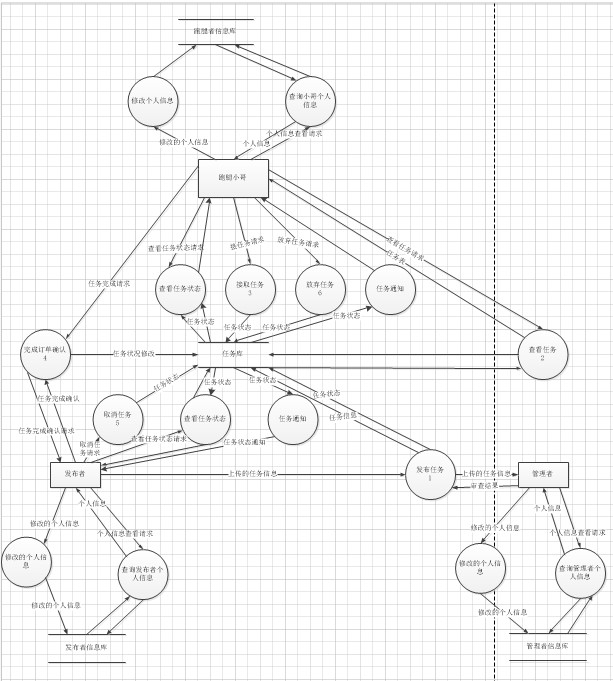 跑腿者信息库
修改个人信息
查询小哥个人
信息
修改的个人信息
个人信息
个人信息查看请求
跑腿小哥
查看任务状态请求
接任务请求
放弃任务请求
查看任务请求
任务表
任务完成请求
查看任务状态
接取任务
3
放弃任务
6
任务通知
任务状态
任务状态
任务状态
任务状态
完成订单确认
4
任务状况修改
任务库
查看任务
2
任务完成确认
任务状态
任务状态
任务状态
任务状态
任务信息
取消任务
5
查看任务状态
任务通知
任务完成确认请求
取消任
务请求
查看任务状态请求
任务状态通知
发布者
上传的任务信息
发布任务
1
上传的任务信息
审查结果
管理者
个人信息
修改的个人信息
个人信息查看请求
修改的个人信息
个人信息
个人信息查看请求
修改的个人信
息
查询发布者个
人信息
修改的个人信
息
查询管理者个
人信息
修改的个人信息
修改的个人信息
发布者信息库
管理者信息库